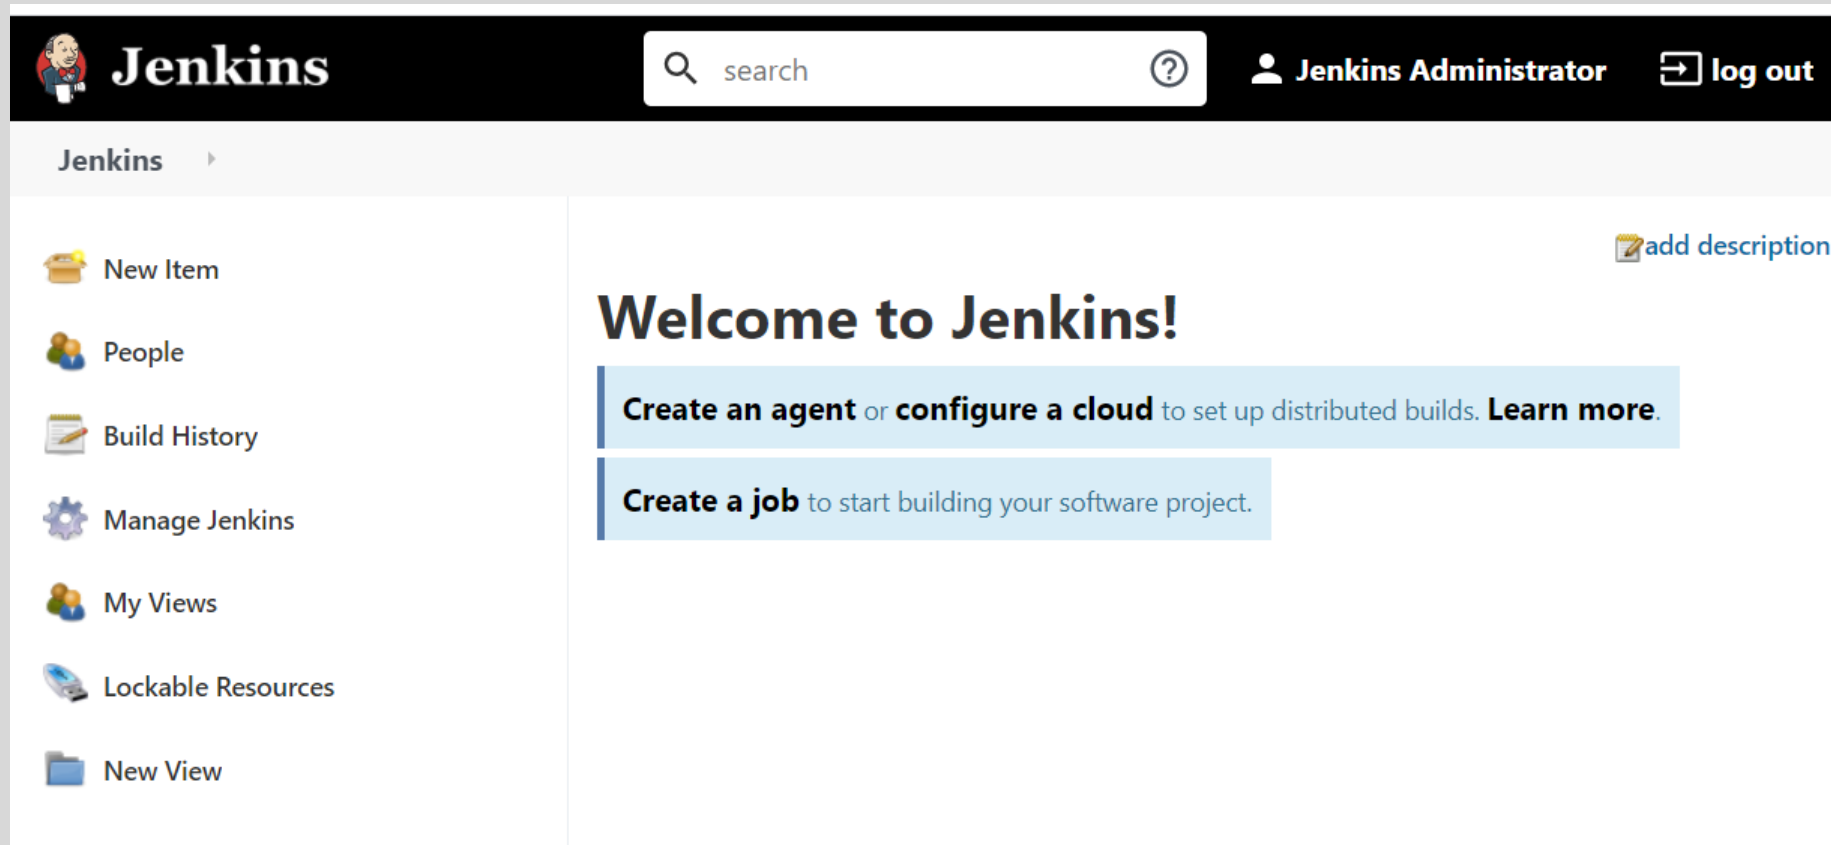 Jenkins
search
Jenkins Administrator
log out
Jenkins
New Item
People
Build History
Manage Jenkins
My Views
Lockable Resources
New View
add description
Welcome to Jenkins!
Create an agent or configure a cloud to set up distributed builds. Learn more.
Create a job to start building your software project.